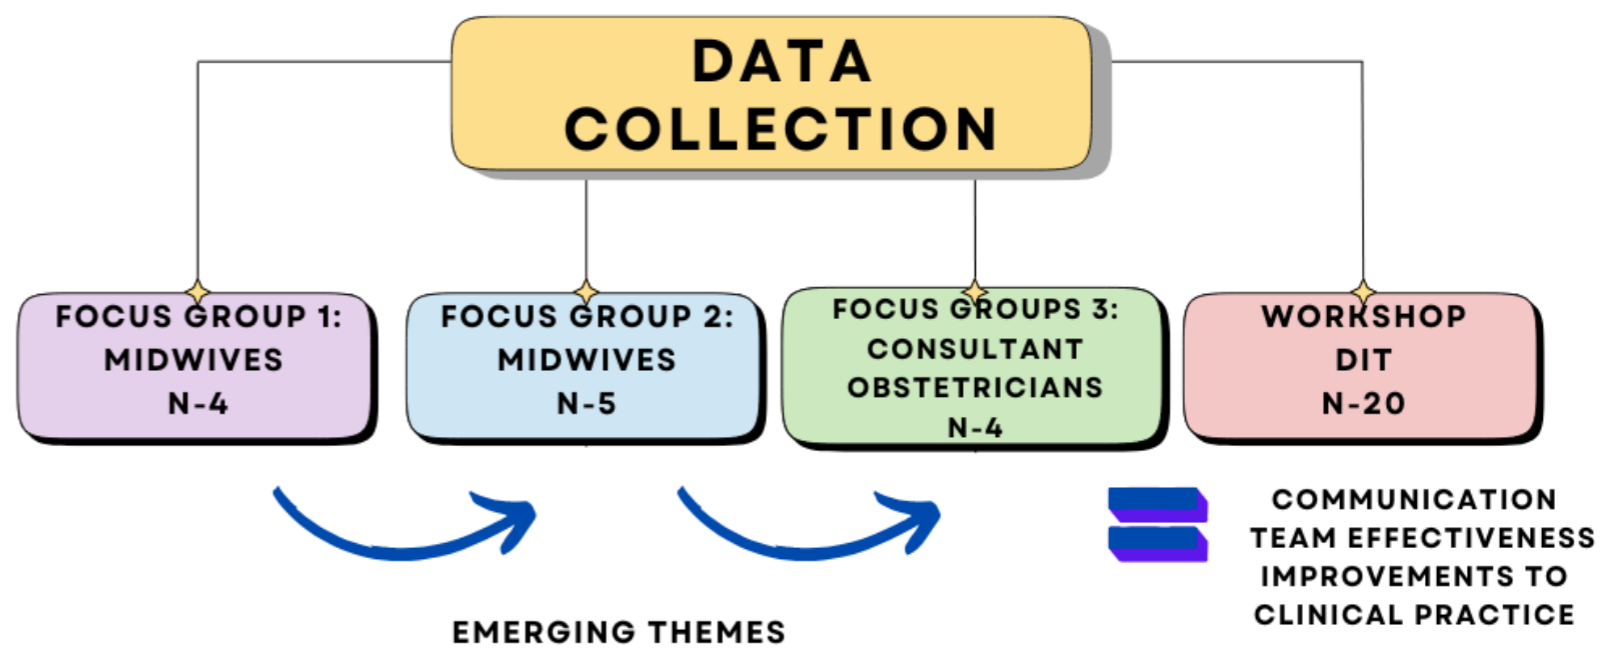 DATA
COLLECTION
FOCUS GROUP 1:
MIDWIVES
N-4
FOCUS GROUP 2:
MIDWIVES
N-5
FOCUS GROUPS 3:
CONSULTANT
OBSTETRICIANS
N-4
WORKSHOP
DIT
N-20
COMMUNICATION
TEAM EFFECTIVENESS
IMPROVEMENTS TO
CLINICAL PRACTICE
EMERGING THEMES